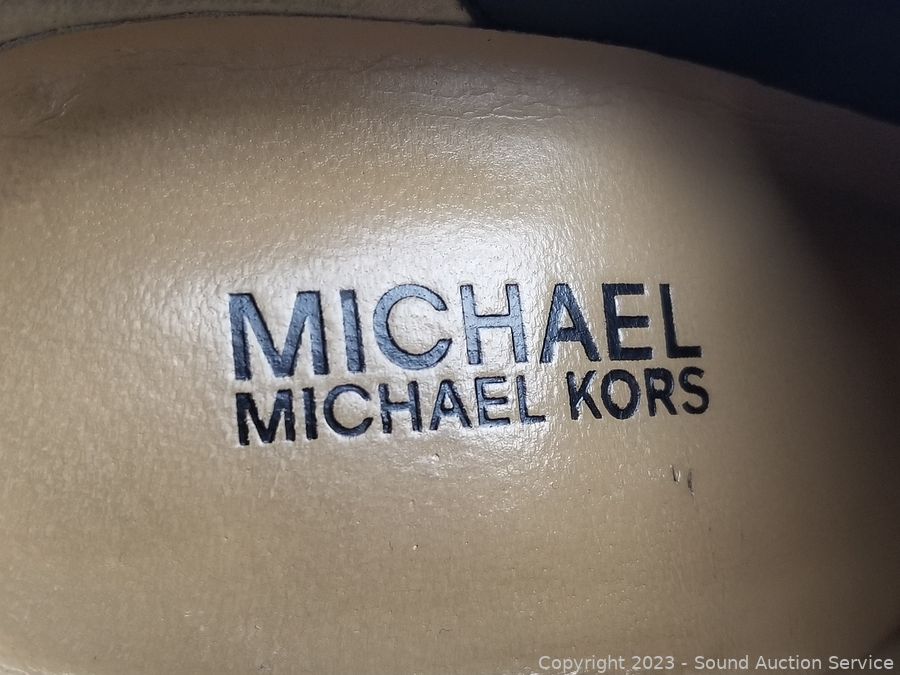 MICHAEL
MICHAEL KORS
Copyright 2023 - Sound Auction Service